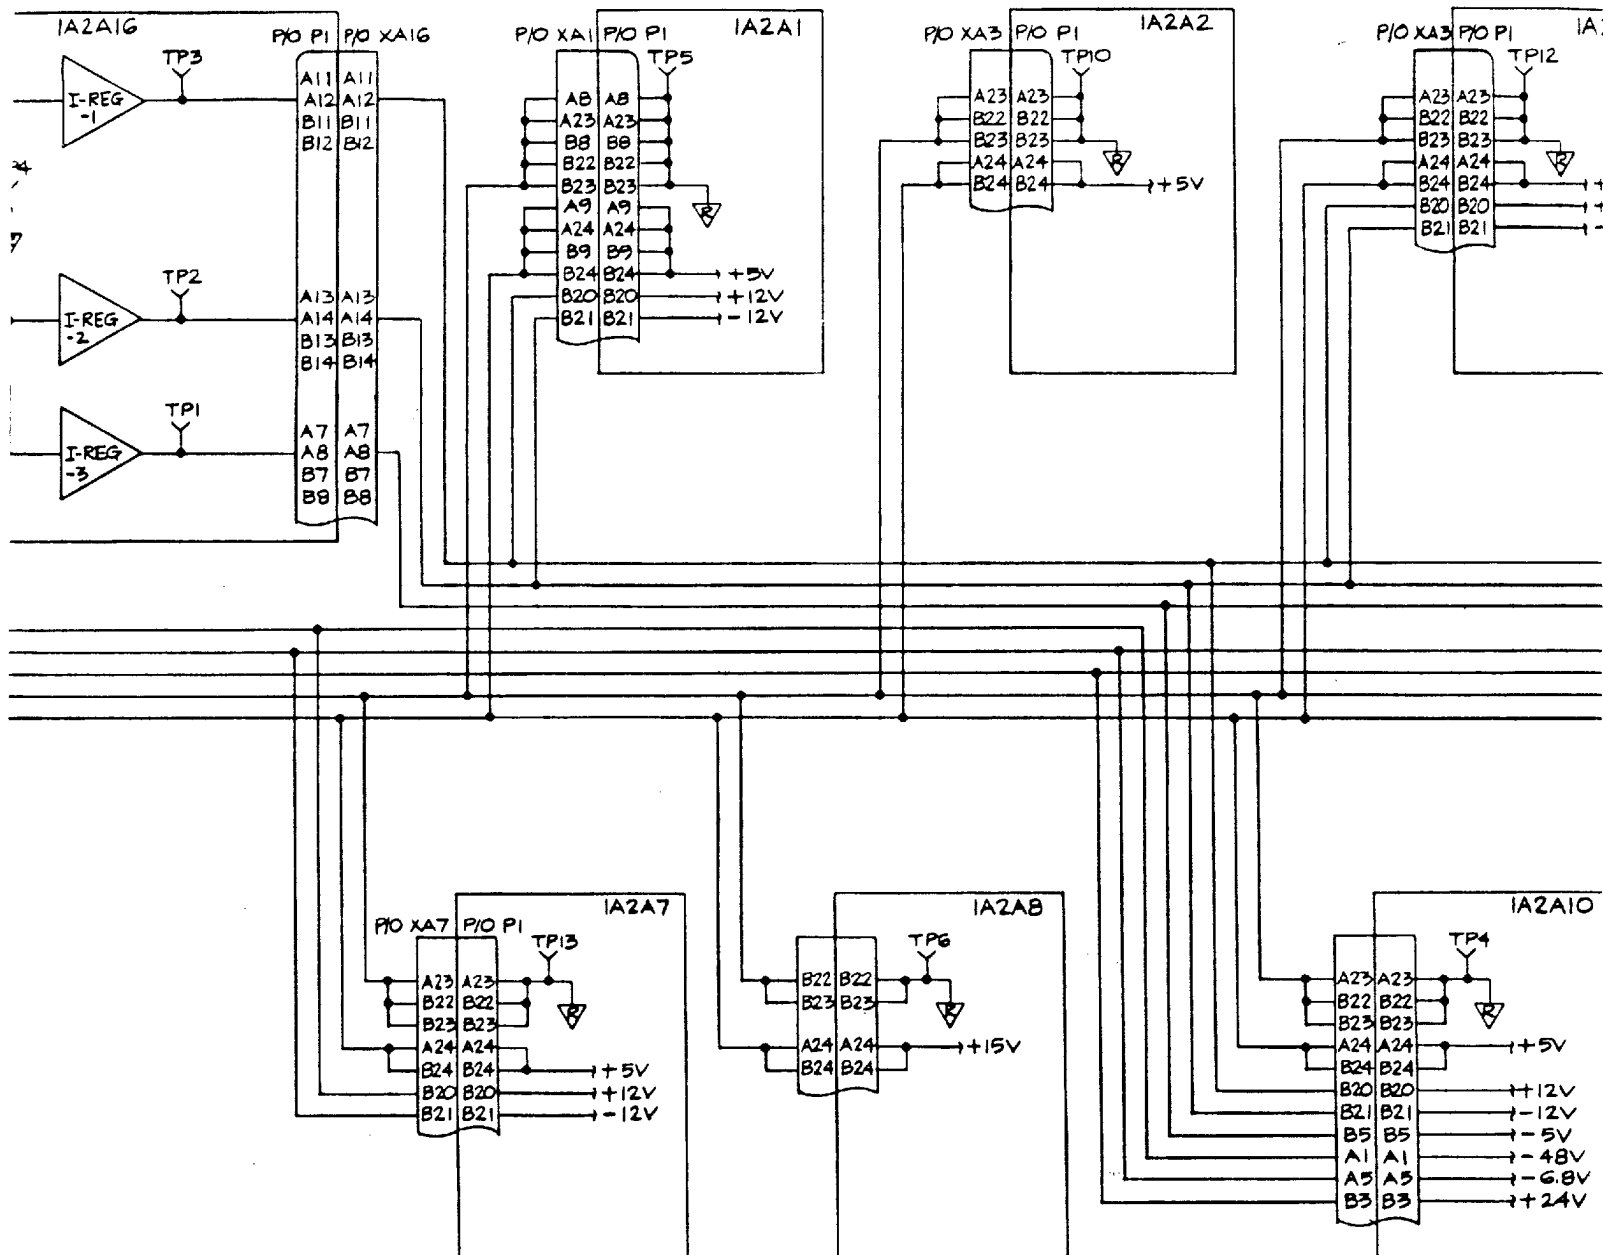 1A2A16
P/O P1 P/O XA16
TP3
I-REG
-1
A11 A11
A12 A12
B11 B11
B12 B12
TP2
I-REG
-2
A13 A13
A14 A14
B13 B13
B14 B14
TP1
I-REG
-3
A7 A7
A8 A8
B7 B7
B8 B8
1A2A1
P/O XA1 P/O P1
TP5
A8 A8
A23 A23
B8 B8
B22 B22
B23 B23
R
A9 A9
A24 A24
B9 B9
B24 B24 +5V
B20 B20 +12V
B21 B21 -12V
1A2A2
P/O XA3 P/O P1
TP10
A23 A23
B22 B22
B23 B23
R
A24 A24
B24 B24 +5V
P/O XA3 P/O P1
TP12
A23 A23
B22 B22
B23 B23
R
A24 A24
B24 B24
B20 B20
B21 B21
1A2A7
P/O XA7 P/O P1
TP13
A23 A23
B22 B22
B23 B23
R
A24 A24
B24 B24 +5V
B20 B20 +12V
B21 B21 -12V
1A2A8
TP6
B22 B22
B23 B23
R
A24 A24 +15V
B24 B24
1A2A10
TP4
A23 A23
B22 B22
B23 B23
R
A24 A24 +5V
B24 B24
B20 B20 +12V
B21 B21 -12V
B5 B5 -5V
A1 A1 -48V
A5 A5 -6.8V
B3 B3 +24V